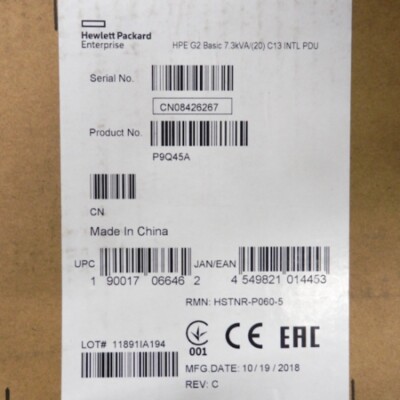 Hewlett Packard
Enterprise
HPE G2 Basic 7.3kVA/(20) C13 INTL PDU
Serial No.
CN08426267
Product No.
P9Q45A
CN
Made In China
UPC
1 90017 06646 2
JAN/EAN
4 549821 014453
RMN: HSTNR-P060-5
001
CE EAC
LOT# 11891IA194
MFG.DATE: 10/19/2018
REV: C